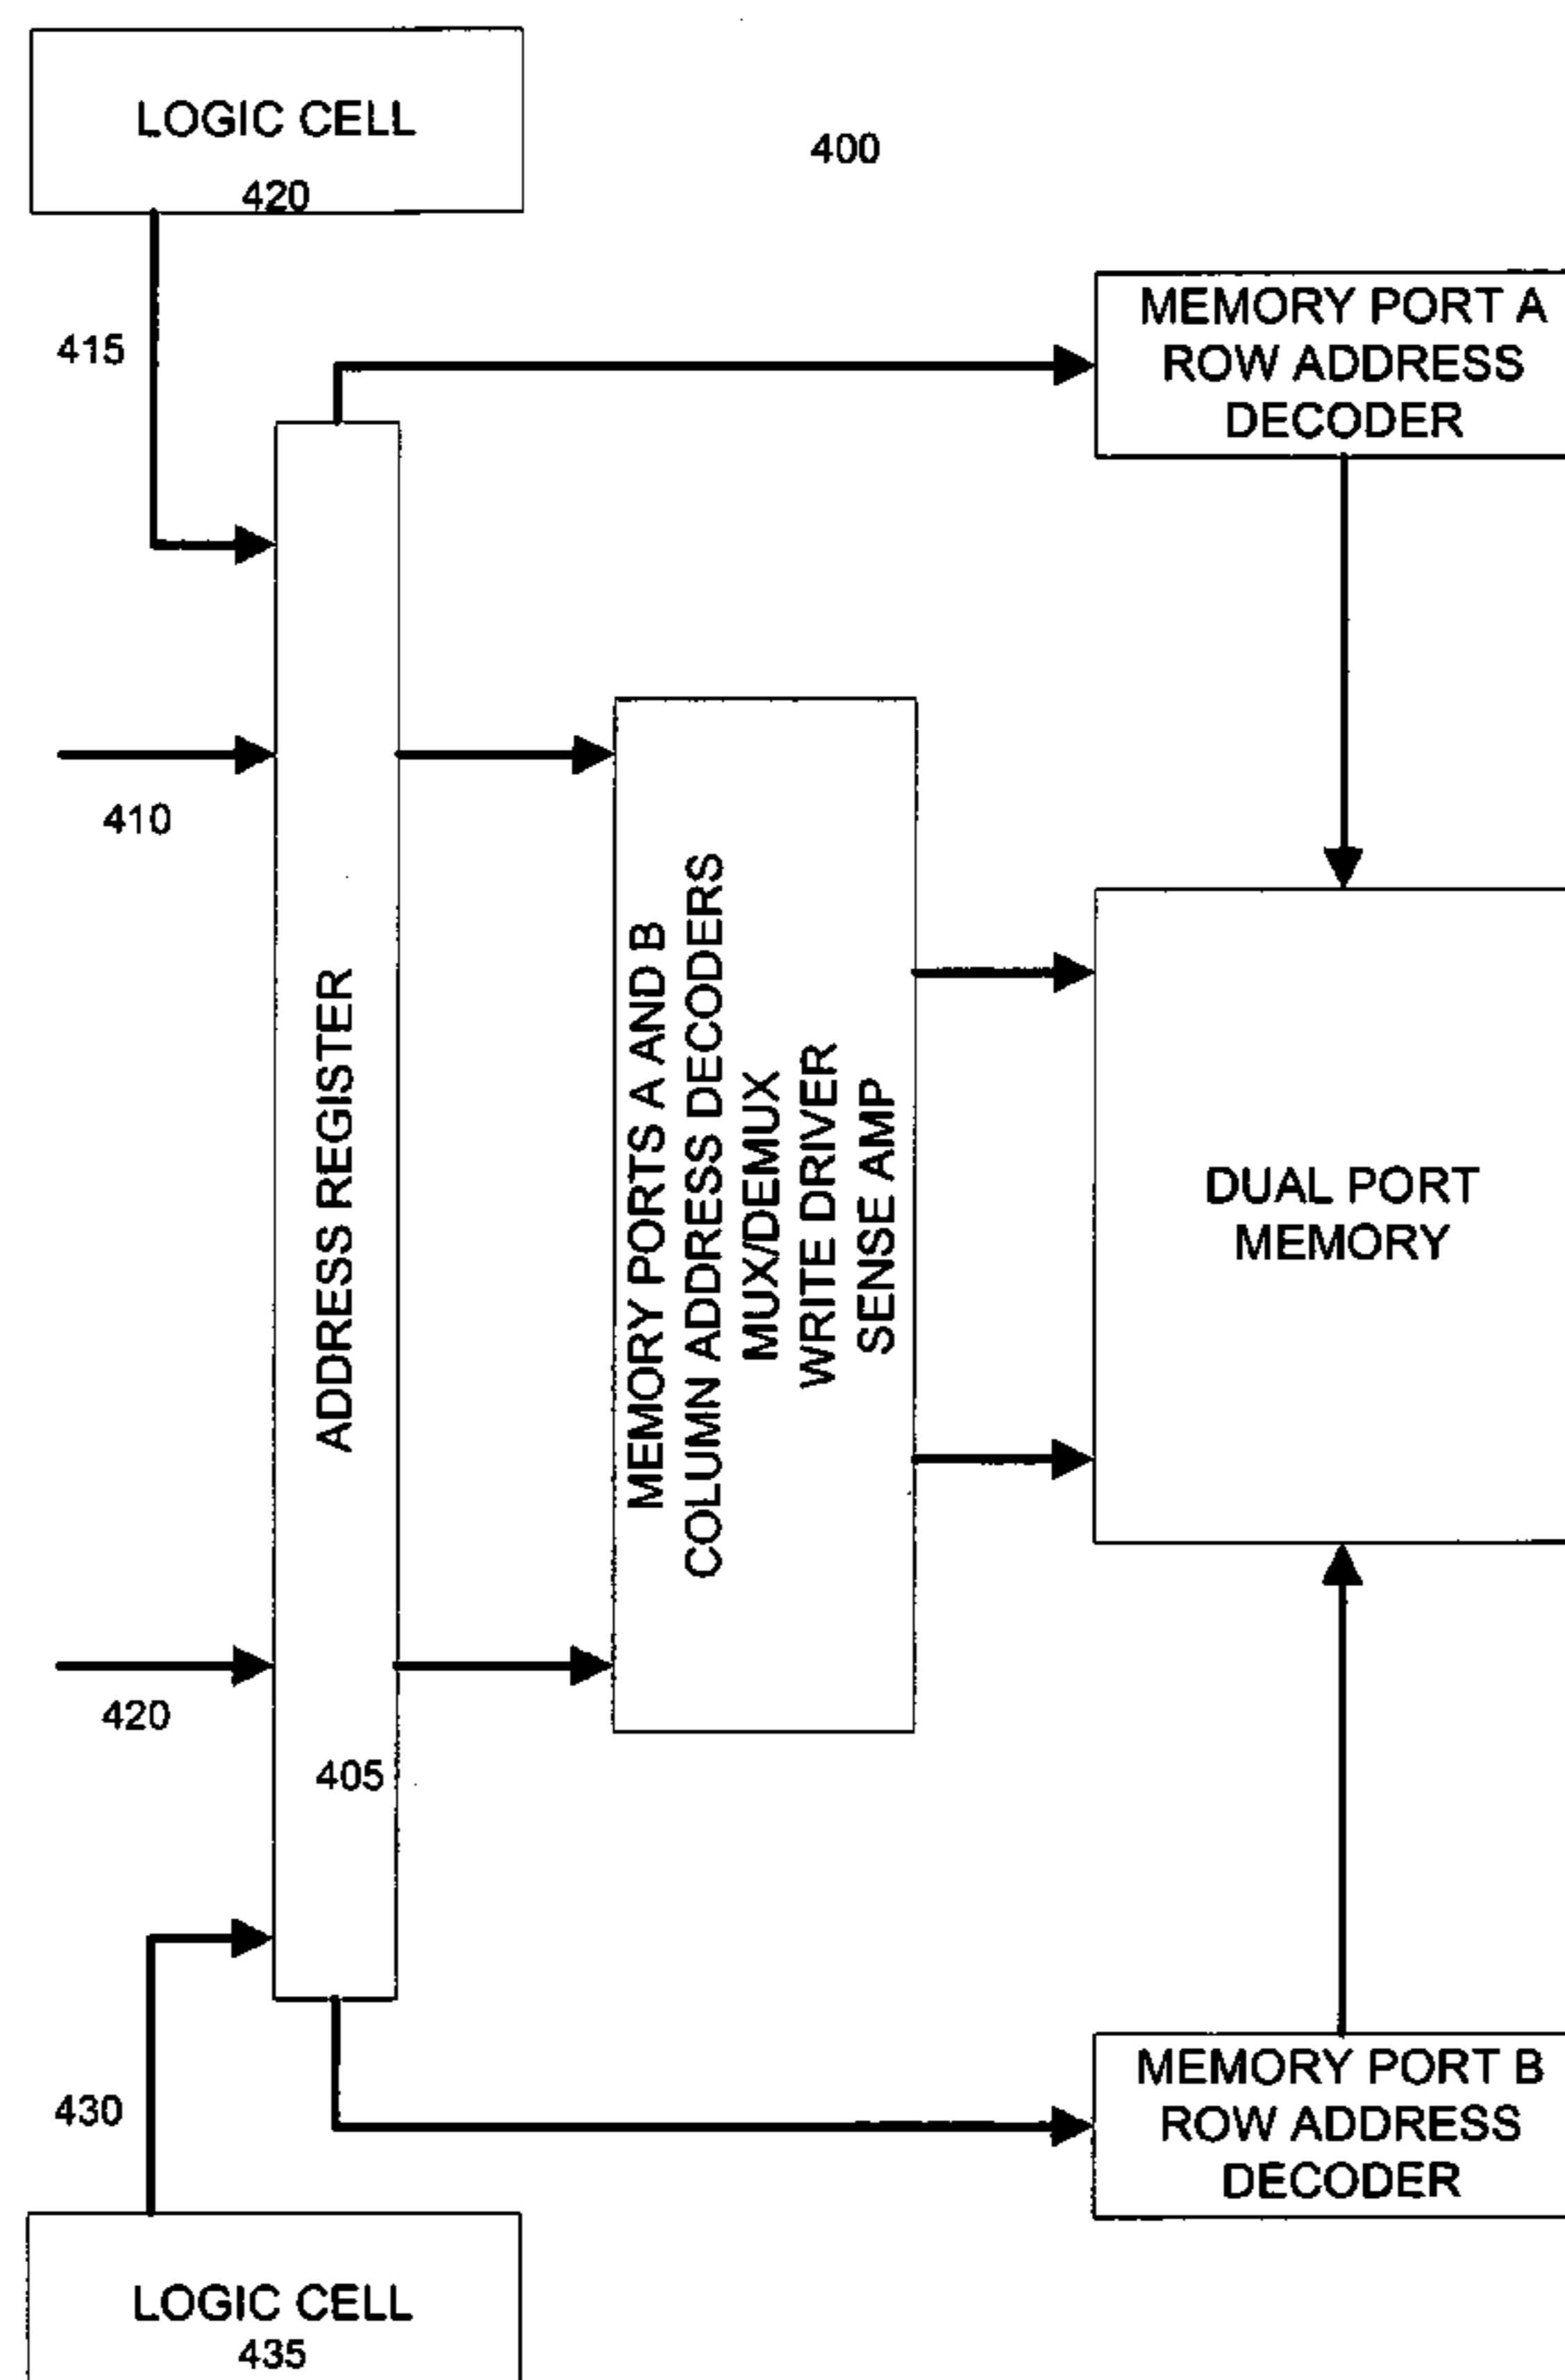 LOGIC CELL
420
400
MEMORY PORT A
ROW ADDRESS
DECODER
415
410
ADDRESS REGISTER
MEMORY PORTS A AND B
COLUMN ADDRESS DECODERS
MUX/DEMUX
WRITE DRIVER
SENSE AMP
DUAL PORT
MEMORY
420
405
430
MEMORY PORT B
ROW ADDRESS
DECODER
LOGIC CELL
435